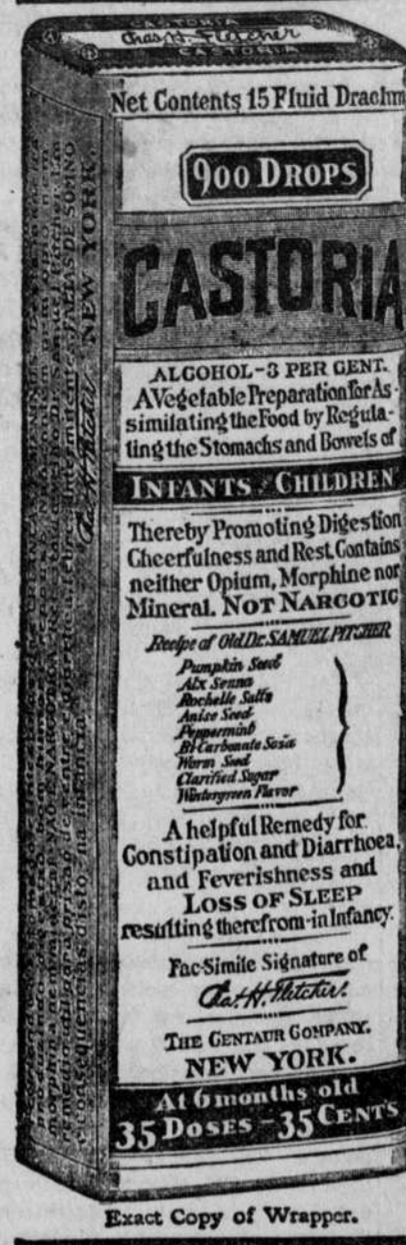 CASTORIA
Chas. H. Fletcher
CASTORIA
Net Contents 15 Fluid Drachm
900 DROPS
CASTORIA
ALCOHOL-3 PER CENT.
A Vegetable Preparation for As-
similating the Food by Regula-
ting the Stomachs and Bowels of
INFANTS CHILDREN
Thereby Promoting Digestion
Cheerfulness and Rest. Contains
neither Opium, Morphine nor
Mineral. NOT NARCOTIC
Recipe of Old Dr. SAMUEL PITCHER
Pumpkin Seed
Alx Senna
Rochelle Salts
Anise Seed
Peppermint
Bi Carbonate Soda
Worm Seed
Clarified Sugar
Wintergreen Flavor
A helpful Remedy for
Constipation and Diarrhoea,
and Feverishness and
LOSS OF SLEEP
resulting therefrom-in Infancy.
Fac-Simile Signature of
Chas. H. Fletcher.
THE CENTAUR COMPANY.
NEW YORK.
At 6 months old
35 DOSES - 35 CENTS
Chas. H. Fletcher. NEW YORK.
Exact Copy of Wrapper.